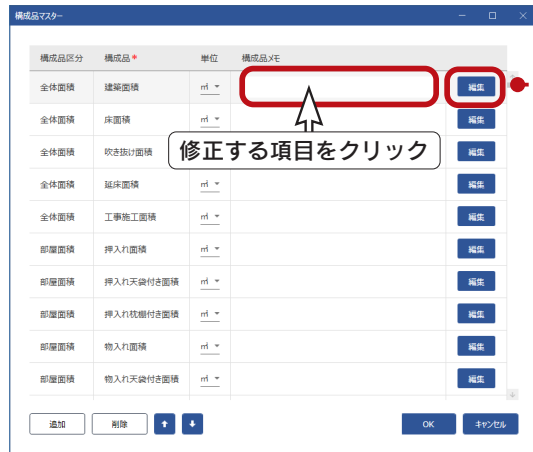 構成品マスター
構成品区分 構成品* 単位 構成品メモ
全体面積 建築面積 ㎡ 編集
全体面積 床面積 ㎡ 編集
全体面積 吹き抜け面積 編集
修正する項目をクリック
全体面積 延床面積 ㎡ 編集
全体面積 工事施工面積 ㎡ 編集
部屋面積 押入れ面積 ㎡ 編集
部屋面積 押入れ天袋付き面積 ㎡ 編集
部屋面積 押入れ枕棚付き面積 ㎡ 編集
部屋面積 物入れ面積 ㎡ 編集
部屋面積 物入れ天袋付き面積 ㎡ 編集
追加 削除 OK キャンセル